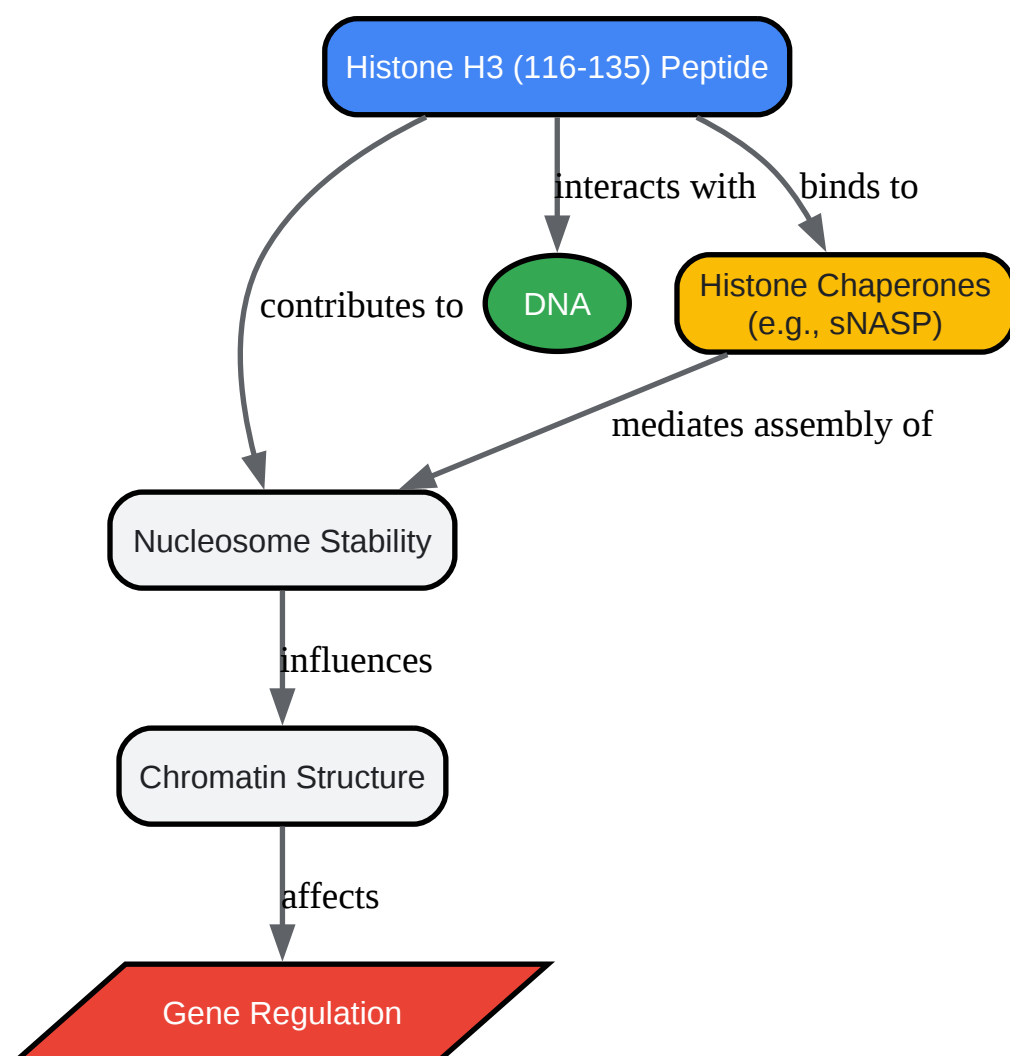 Histone H3 (116-135) Peptide
interacts with
binds to
contributes to
DNA
Histone Chaperones
(e.g., sNASP)
mediates assembly of
Nucleosome Stability
influences
Chromatin Structure
affects
Gene Regulation